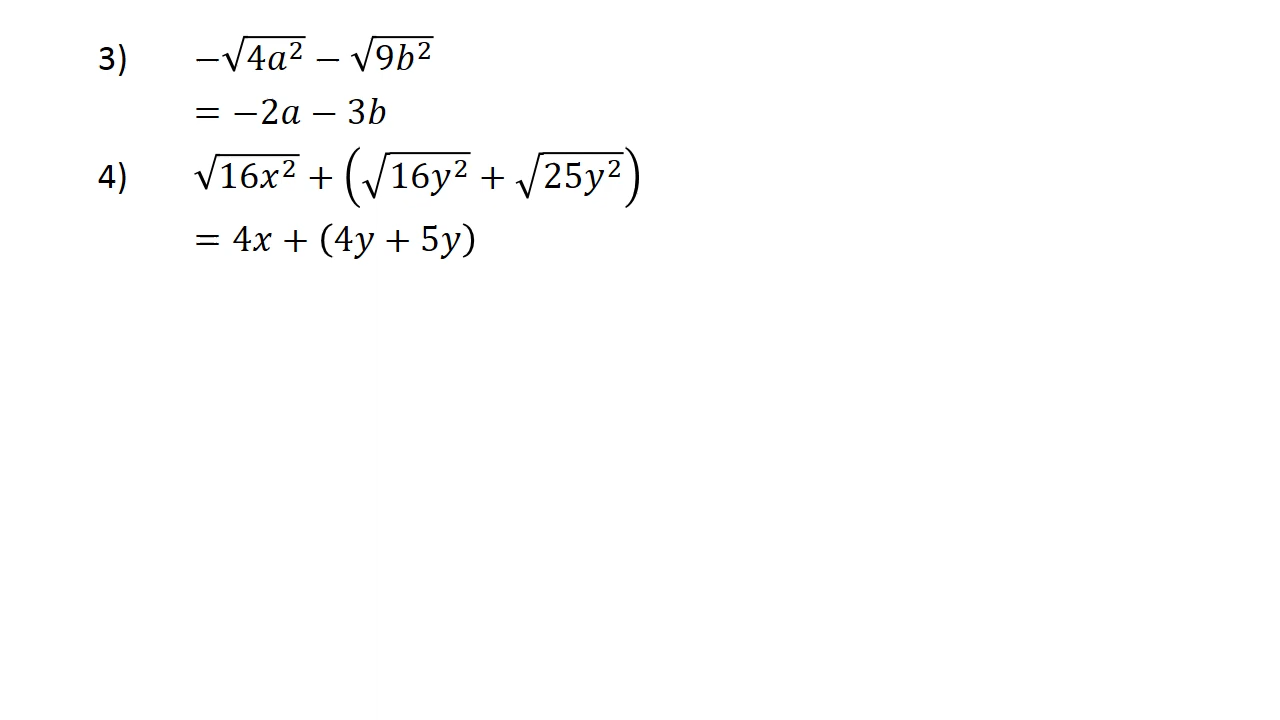 3) −√4a² − √9b²
= −2a − 3b
4) √16x² + (√16y² + √25y²)
= 4x + (4y + 5y)